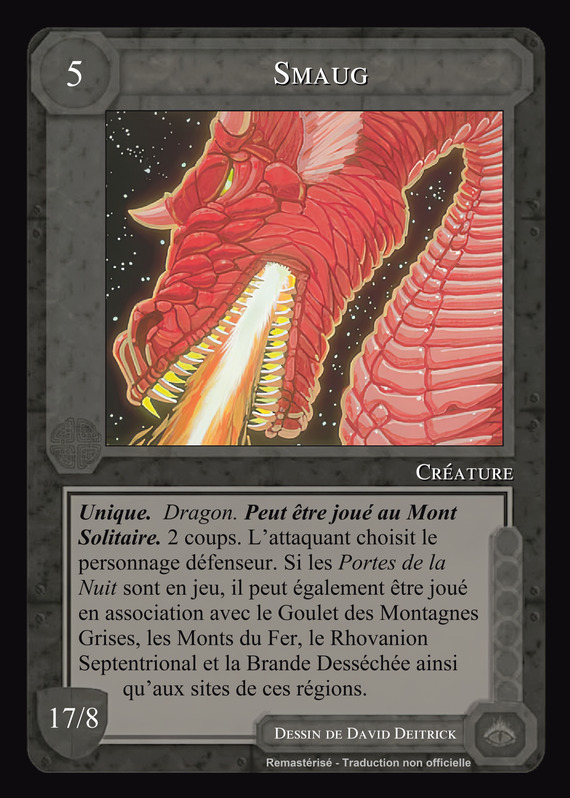 5
Smaug
Créature
Unique. Dragon. Peut être joué au Mont
Solitaire. 2 coups. L'attaquant choisit le
personnage défenseur. Si les Portes de la
Nuit sont en jeu, il peut également être joué
en association avec le Goulet des Montagnes
Grises, les Monts du Fer, le Rhovanion
Septentrional et la Brande Desséchée ainsi
qu'aux sites de ces régions.
17/8
Dessin de David Deitrick
Remastérisé - Traduction non officielle